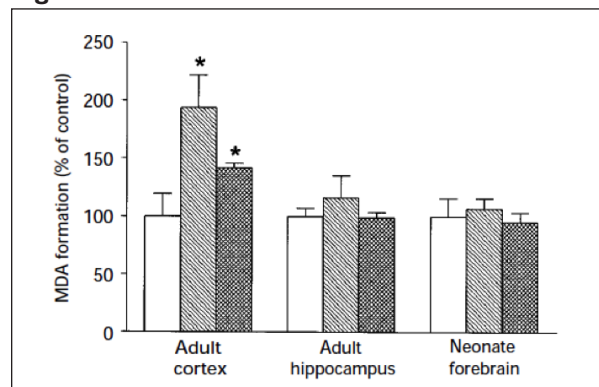 MDA formation (% of control)
250
200
150
100
50
0
*
*
Adult
cortex
Adult
hippocampus
Neonate
forebrain